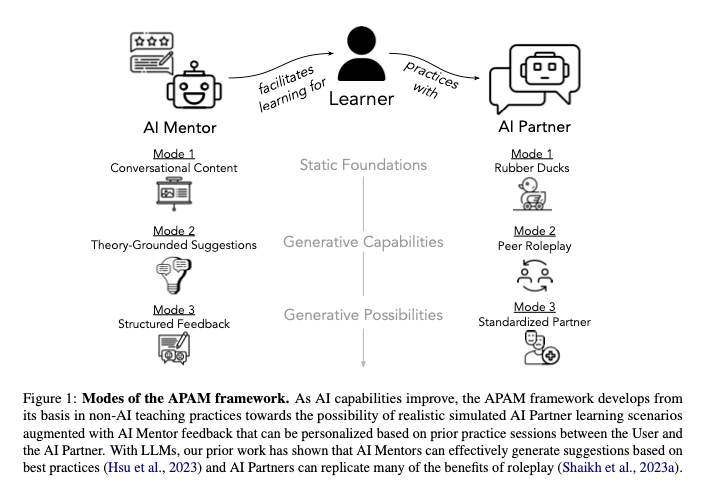 facilitates
learning for
Learner
practices
with
AI Mentor
AI Partner
Mode 1
Conversational Content
Static Foundations
Mode 1
Rubber Ducks
Mode 2
Theory-Grounded Suggestions
Generative Capabilities
Mode 2
Peer Roleplay
Mode 3
Structured Feedback
Generative Possibilities
Mode 3
Standardized Partner
Figure 1: Modes of the APAM framework. As AI capabilities improve, the APAM framework develops from
its basis in non-AI teaching practices towards the possibility of realistic simulated AI Partner learning scenarios
augmented with AI Mentor feedback that can be personalized based on prior practice sessions between the User and
the AI Partner. With LLMs, our prior work has shown that AI Mentors can effectively generate suggestions based on
best practices (Hsu et al., 2023) and AI Partners can replicate many of the benefits of roleplay (Shaikh et al., 2023a).